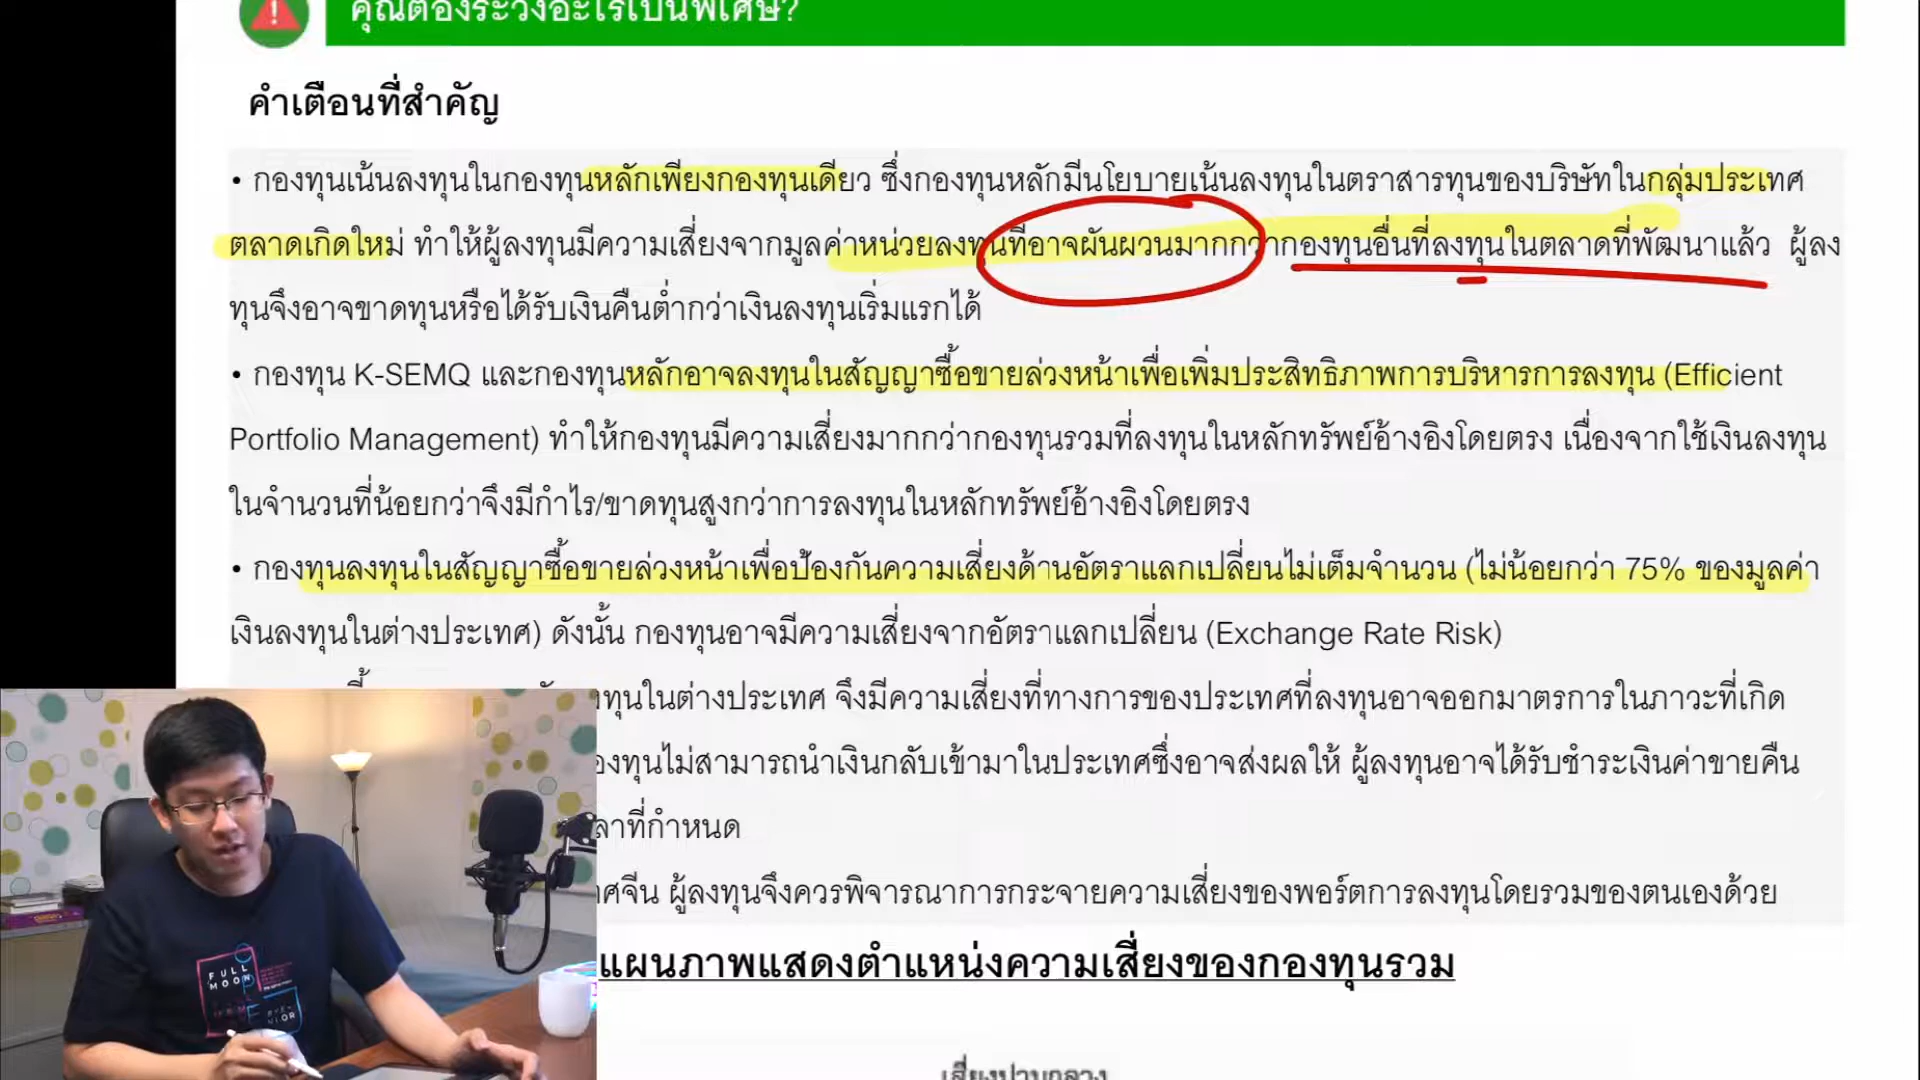 คุณต้องระวังอะไรเป็นพิเศษ?
คำเตือนที่สำคัญ
• กองทุนเน้นลงทุนในกองทุนหลักเพียงกองทุนเดียว ซึ่งกองทุนหลักมีนโยบายเน้นลงทุนในตราสารทุนของบริษัทในกลุ่มประเทศ
ตลาดเกิดใหม่ ทำให้ผู้ลงทุนมีความเสี่ยงจากมูลค่าหน่วยลงทุนที่อาจผันผวนมากกว่ากองทุนอื่นที่ลงทุนในตลาดที่พัฒนาแล้ว ผู้ลง
ทุนจึงอาจขาดทุนหรือได้รับเงินคืนต่ำกว่าเงินลงทุนเริ่มแรกได้
• กองทุน K-SEMQ และกองทุนหลักอาจลงทุนในสัญญาซื้อขายล่วงหน้าเพื่อเพิ่มประสิทธิภาพการบริหารการลงทุน (Efficient
Portfolio Management) ทำให้กองทุนมีความเสี่ยงมากกว่ากองทุนรวมที่ลงทุนในหลักทรัพย์อ้างอิงโดยตรง เนื่องจากใช้เงินลงทุน
ในจำนวนที่น้อยกว่าจึงมีกำไร/ขาดทุนสูงกว่าการลงทุนในหลักทรัพย์อ้างอิงโดยตรง
• กองทุนลงทุนในสัญญาซื้อขายล่วงหน้าเพื่อป้องกันความเสี่ยงด้านอัตราแลกเปลี่ยนไม่เต็มจำนวน (ไม่น้อยกว่า 75% ของมูลค่า
เงินลงทุนในต่างประเทศ) ดังนั้น กองทุนอาจมีความเสี่ยงจากอัตราแลกเปลี่ยน (Exchange Rate Risk)
ทุนในต่างประเทศ จึงมีความเสี่ยงที่ทางการของประเทศที่ลงทุนอาจออกมาตรการในภาวะที่เกิด
องทุนไม่สามารถนำเงินกลับเข้ามาในประเทศซึ่งอาจส่งผลให้ ผู้ลงทุนอาจได้รับชำระเงินค่าขายคืน
ลาที่กำหนด
ศจีน ผู้ลงทุนจึงควรพิจารณาการกระจายความเสี่ยงของพอร์ตการลงทุนโดยรวมของตนเองด้วย
แผนภาพแสดงตำแหน่งความเสี่ยงของกองทุนรวม
เสี่ยงปานกลาง
FULL
MOON